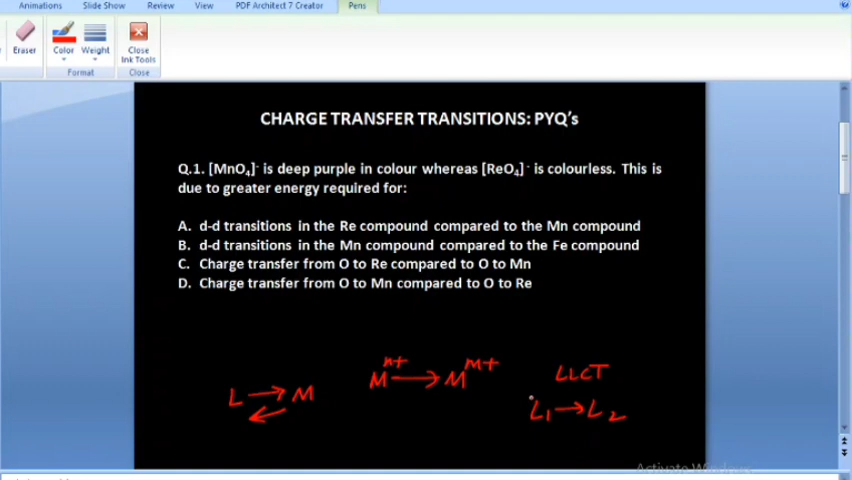 Animations Slide Show Review View PDF Architect 7 Creator Pens
Eraser Color Weight Close
Ink Tools
Format Close
CHARGE TRANSFER TRANSITIONS: PYQ's
Q.1. [MnO₄]⁻ is deep purple in colour whereas [ReO₄]⁻ is colourless. This is
due to greater energy required for:
A. d-d transitions in the Re compound compared to the Mn compound
B. d-d transitions in the Mn compound compared to the Fe compound
C. Charge transfer from O to Re compared to O to Mn
D. Charge transfer from O to Mn compared to O to Re
Mⁿ⁺ → Mᵐ⁺ LLCT
L ⇄ M L₁ → L₂
Activate Windows